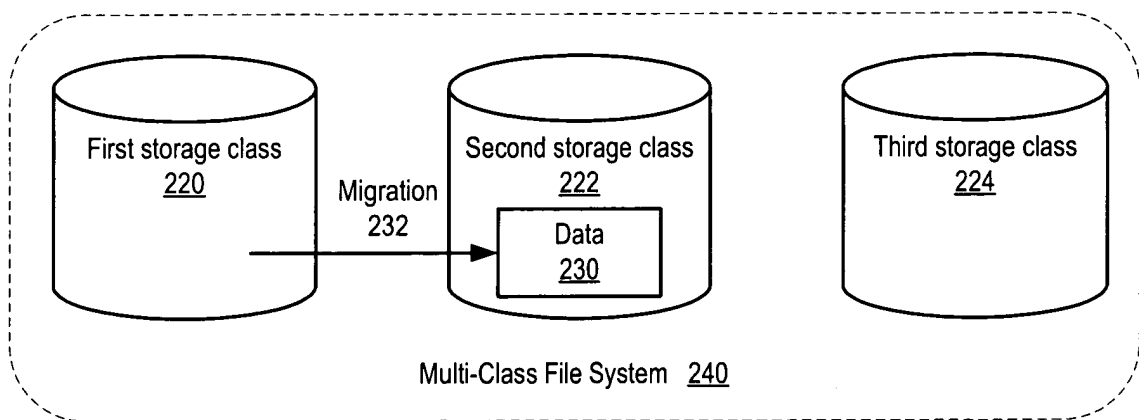 First storage class
220
Second storage class
222
Third storage class
224
Migration
232
Data
230
Multi-Class File System 240